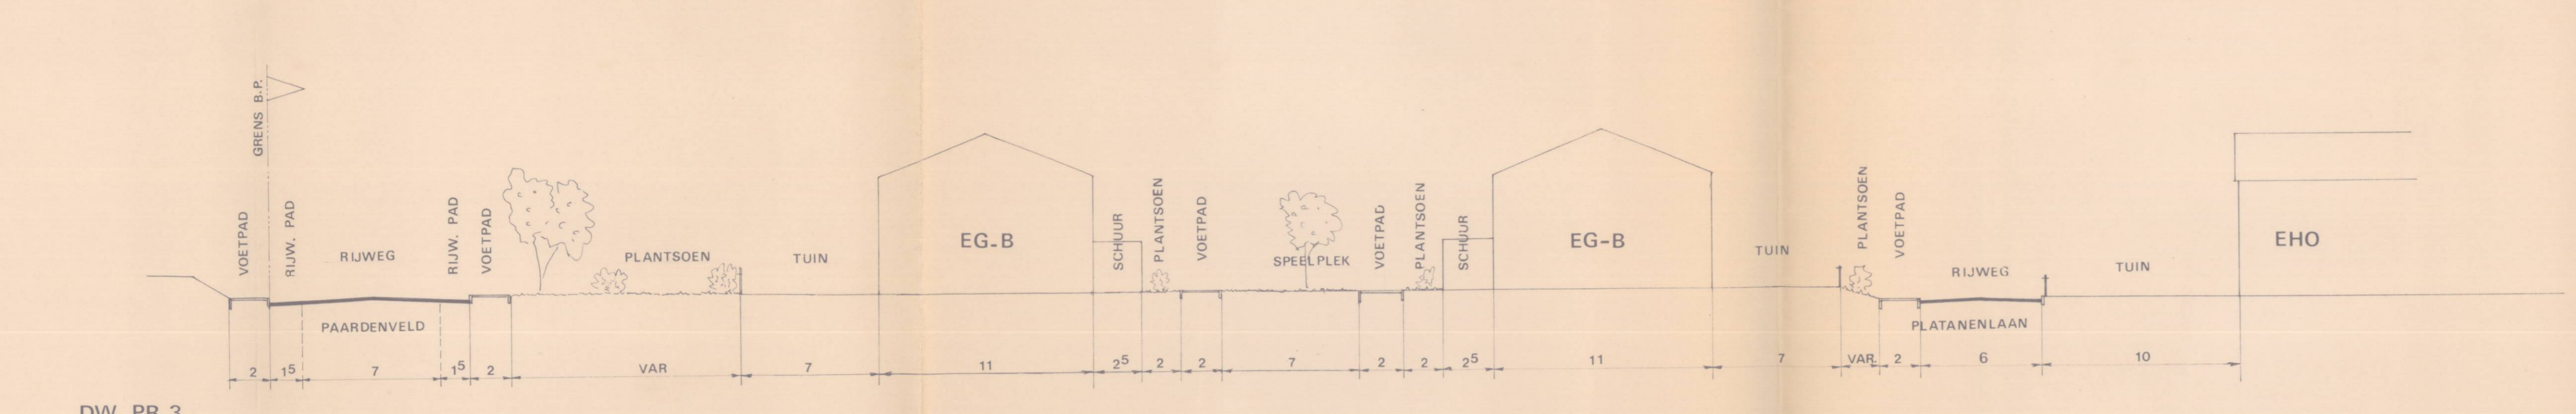 GRENS B.P.
VOETPAD
RIJW. PAD
RIJWEG
RIJW. PAD
VOETPAD
PLANTSOEN
TUIN
EG-B
SCHUUR
PLANTSOEN
VOETPAD
SPEELPLEK
VOETPAD
PLANTSOEN
SCHUUR
EG-B
TUIN
PLANTSOEN
VOETPAD
RIJWEG
TUIN
EHO
PAARDENVELD
PLATANENLAAN
2 1⁵ 7 1⁵ 2 VAR 7 11 2⁵ 2 2 7 2 2 2⁵ 11 7 VAR. 2 6 10
DW. PR 3